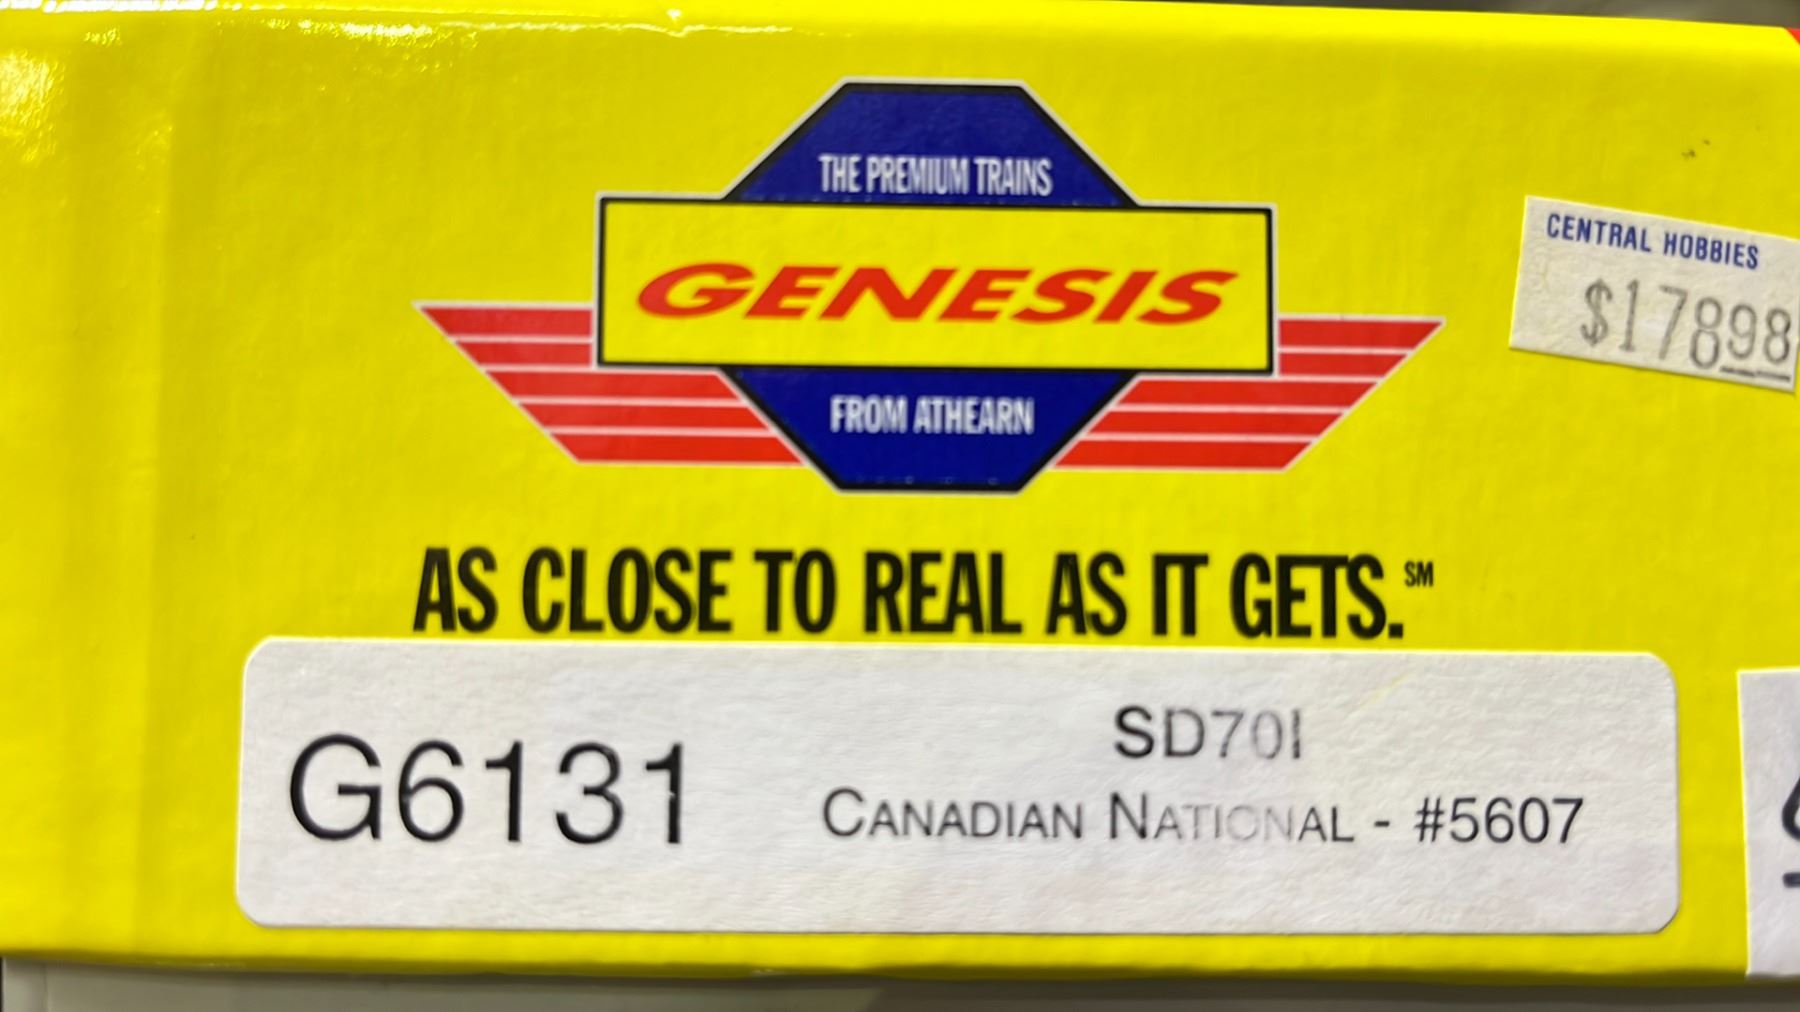 THE PREMIUM TRAINS
GENESIS
FROM ATHEARN
CENTRAL HOBBIES
$17898
AS CLOSE TO REAL AS IT GETS.℠
G6131
SD70I
CANADIAN NATIONAL - #5607